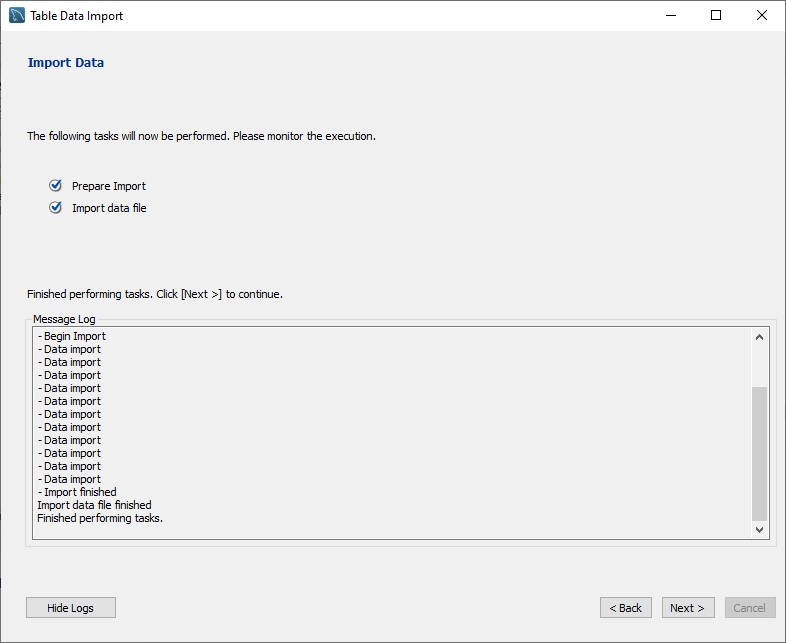 Table Data Import
Import Data
The following tasks will now be performed. Please monitor the execution.
Prepare Import
Import data file
Finished performing tasks. Click [Next >] to continue.
Message Log
- Begin Import
- Data import
- Data import
- Data import
- Data import
- Data import
- Data import
- Data import
- Data import
- Data import
- Data import
- Data import
- Import finished
Import data file finished
Finished performing tasks.
Hide Logs
< Back
Next >
Cancel